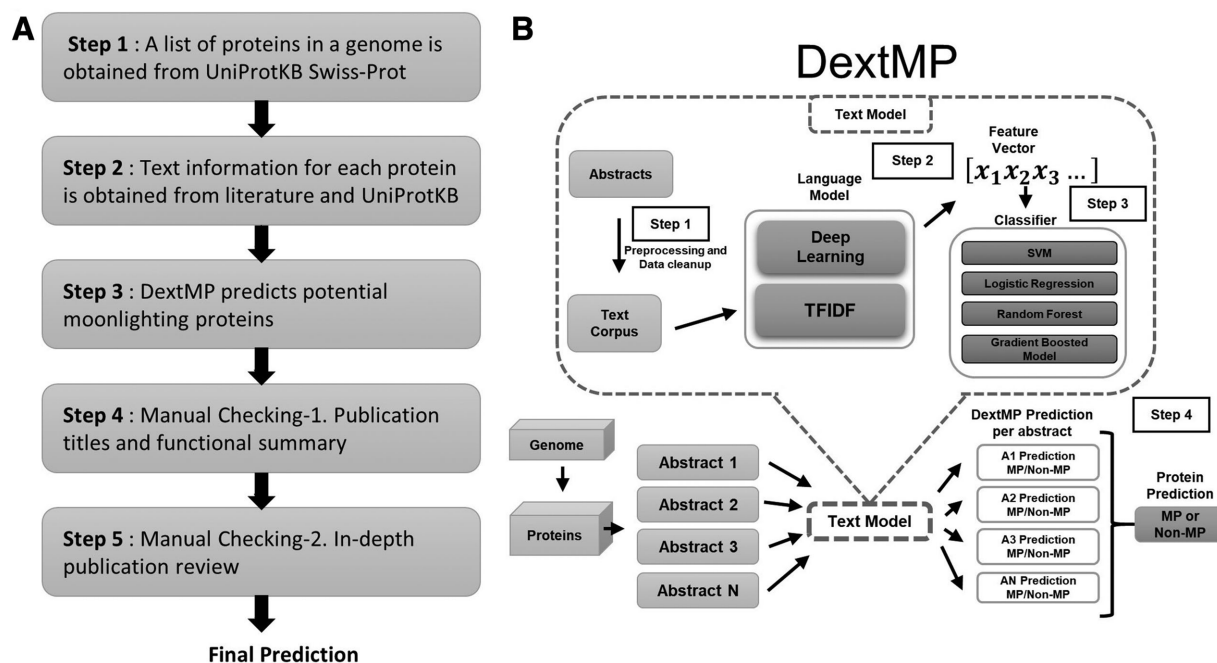 A
Step 1 : A list of proteins in a genome is
obtained from UniProtKB Swiss-Prot
Step 2 : Text information for each protein
is obtained from literature and UniProtKB
Step 3 : DextMP predicts potential
moonlighting proteins
Step 4 : Manual Checking-1. Publication
titles and functional summary
Step 5 : Manual Checking-2. In-depth
publication review
Final Prediction
B
DextMP
Text Model
Abstracts
Step 1
Preprocessing and
Data cleanup
Text
Corpus
Language
Model
Deep
Learning
TFIDF
Step 2
Feature
Vector
[x1x2x3 ...]
Step 3
Classifier
SVM
Logistic Regression
Random Forest
Gradient Boosted
Model
Genome
Proteins
Abstract 1
Abstract 2
Abstract 3
Abstract N
Text Model
DextMP Prediction
per abstract
A1 Prediction
MP/Non-MP
A2 Prediction
MP/Non-MP
A3 Prediction
MP/Non-MP
AN Prediction
MP/Non-MP
Step 4
Protein
Prediction
MP or
Non-MP